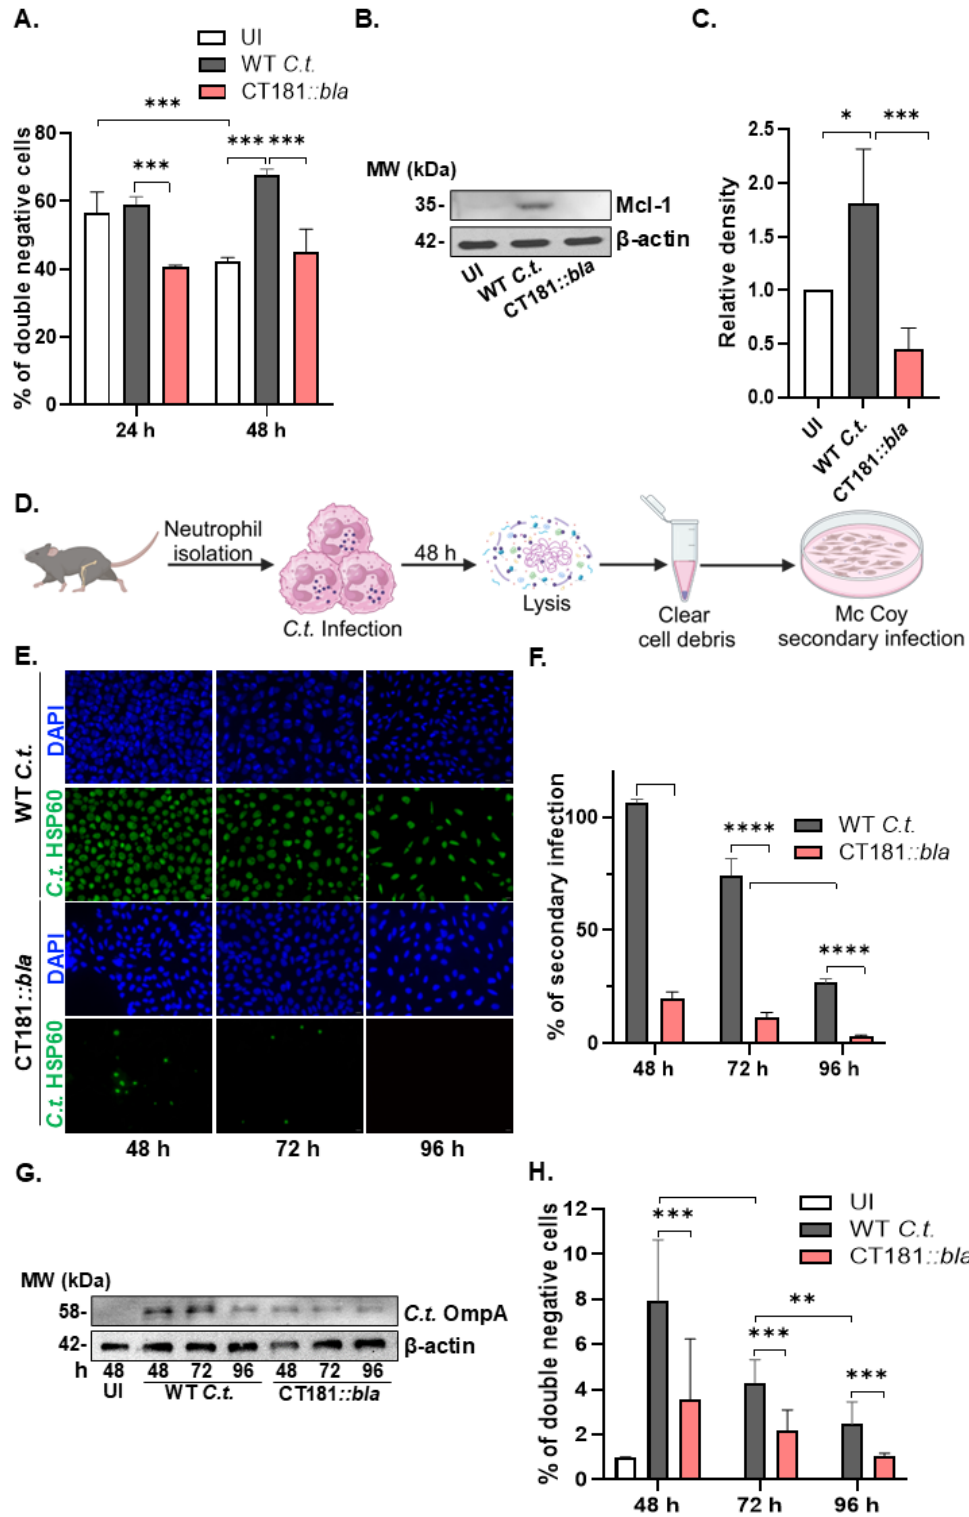 A.
UI
WT C.t.
CT181::bla
***
***
*** ***
% of double negative cells
80
60
40
20
0
24 h
48 h
B.
MW (kDa)
35-
Mcl-1
42-
β-actin
UI
WT C.t.
CT181::bla
C.
*
***
Relative density
2.5
2.0
1.5
1.0
0.5
0.0
UI
WT C.t.
CT181::bla
D.
Neutrophil
isolation
C.t. Infection
48 h
Lysis
Clear
cell debris
Mc Coy
secondary infection
E.
WT C.t.
DAPI
C.t. HSP60
CT181::bla
DAPI
C.t. HSP60
48 h
72 h
96 h
F.
% of secondary infection
100
50
0
WT C.t.
CT181::bla
****
****
48 h
72 h
96 h
G.
MW (kDa)
58-
C.t. OmpA
42-
β-actin
h 48 48 72 96 48 72 96
UI WT C.t. CT181::bla
H.
% of double negative cells
12
10
8
6
4
2
0
UI
WT C.t.
CT181::bla
***
**
***
***
48 h
72 h
96 h